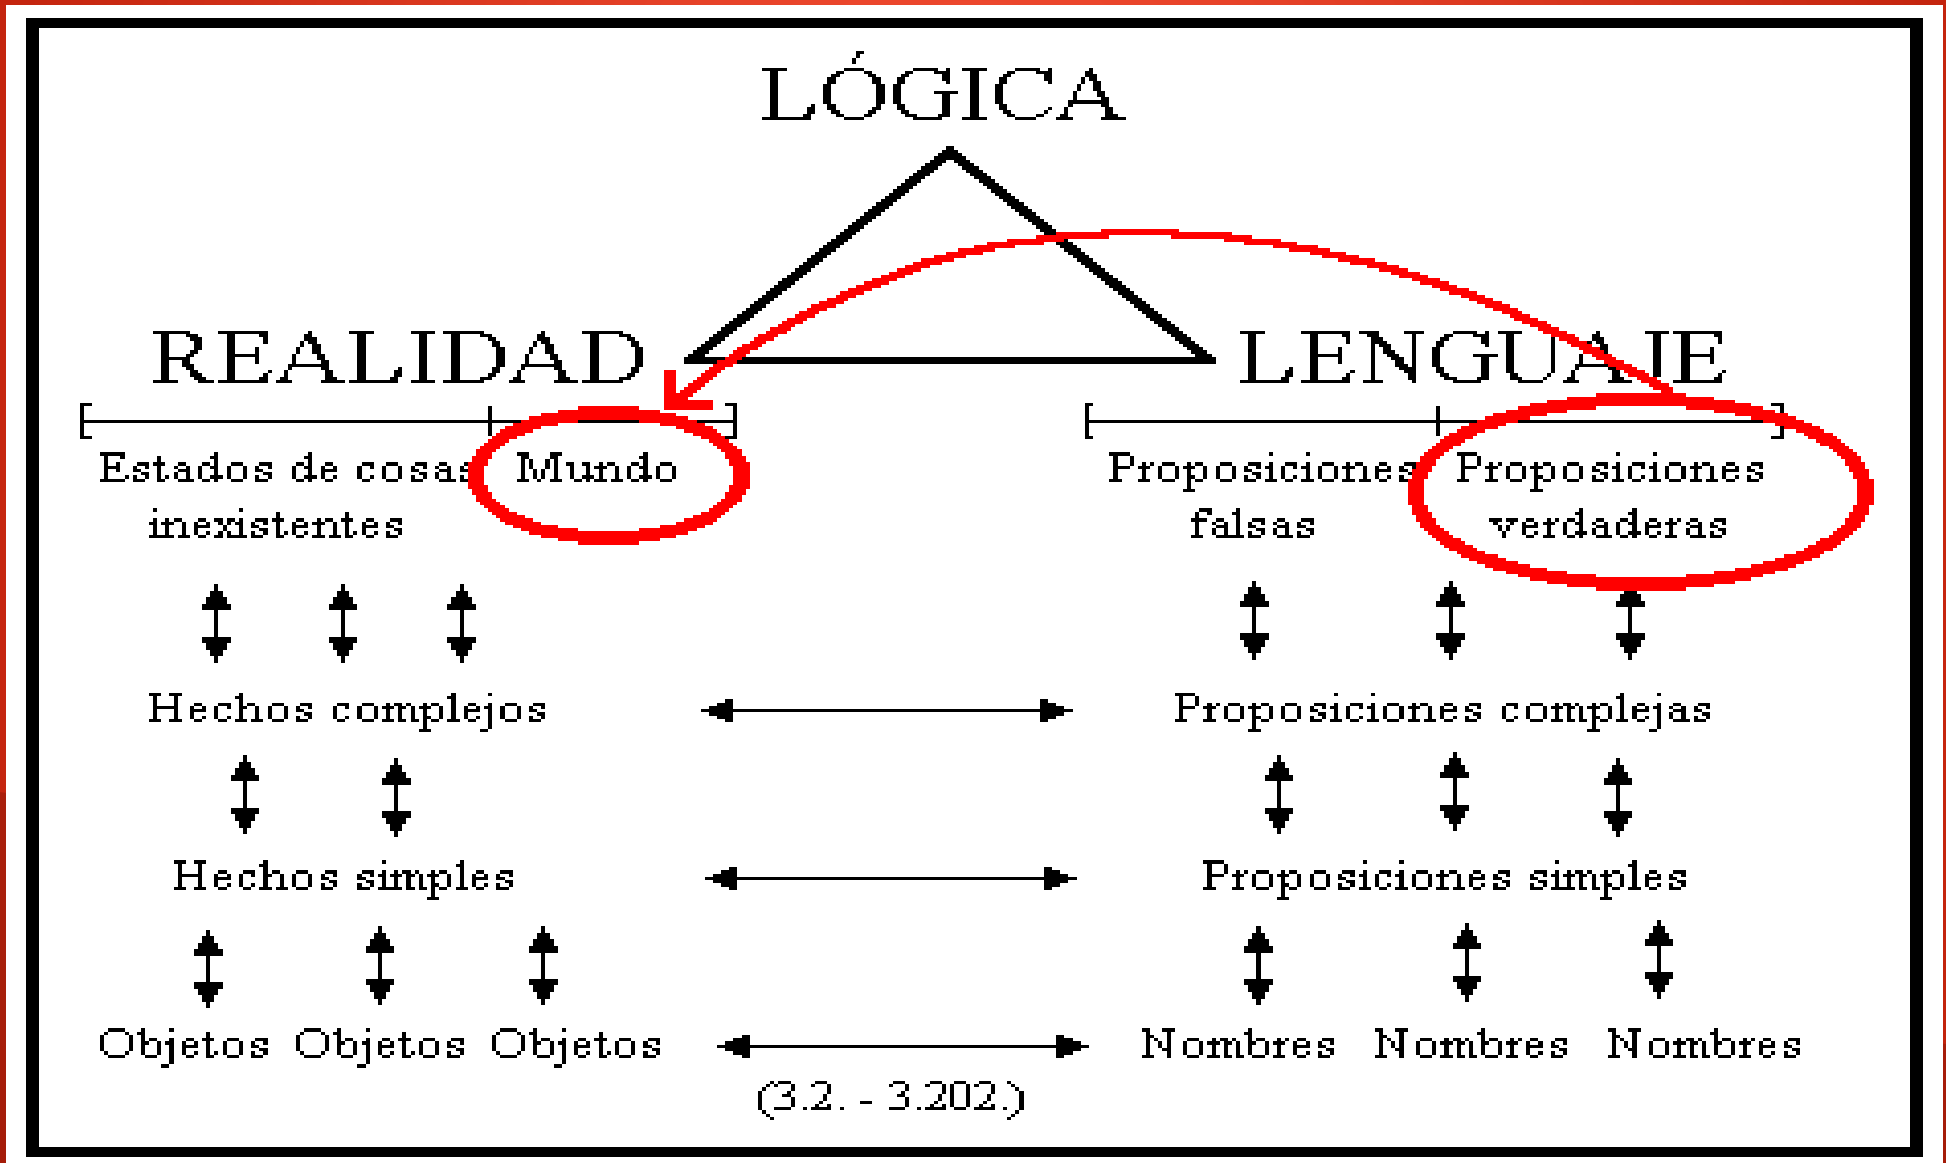 LÓGICA
REALIDAD LENGUAJE
Estados de cosas Mundo Proposiciones Proposiciones
inexistentes falsas verdaderas
Hechos complejos Proposiciones complejas
Hechos simples Proposiciones simples
Objetos Objetos Objetos Nombres Nombres Nombres
(3.2. - 3.202.)